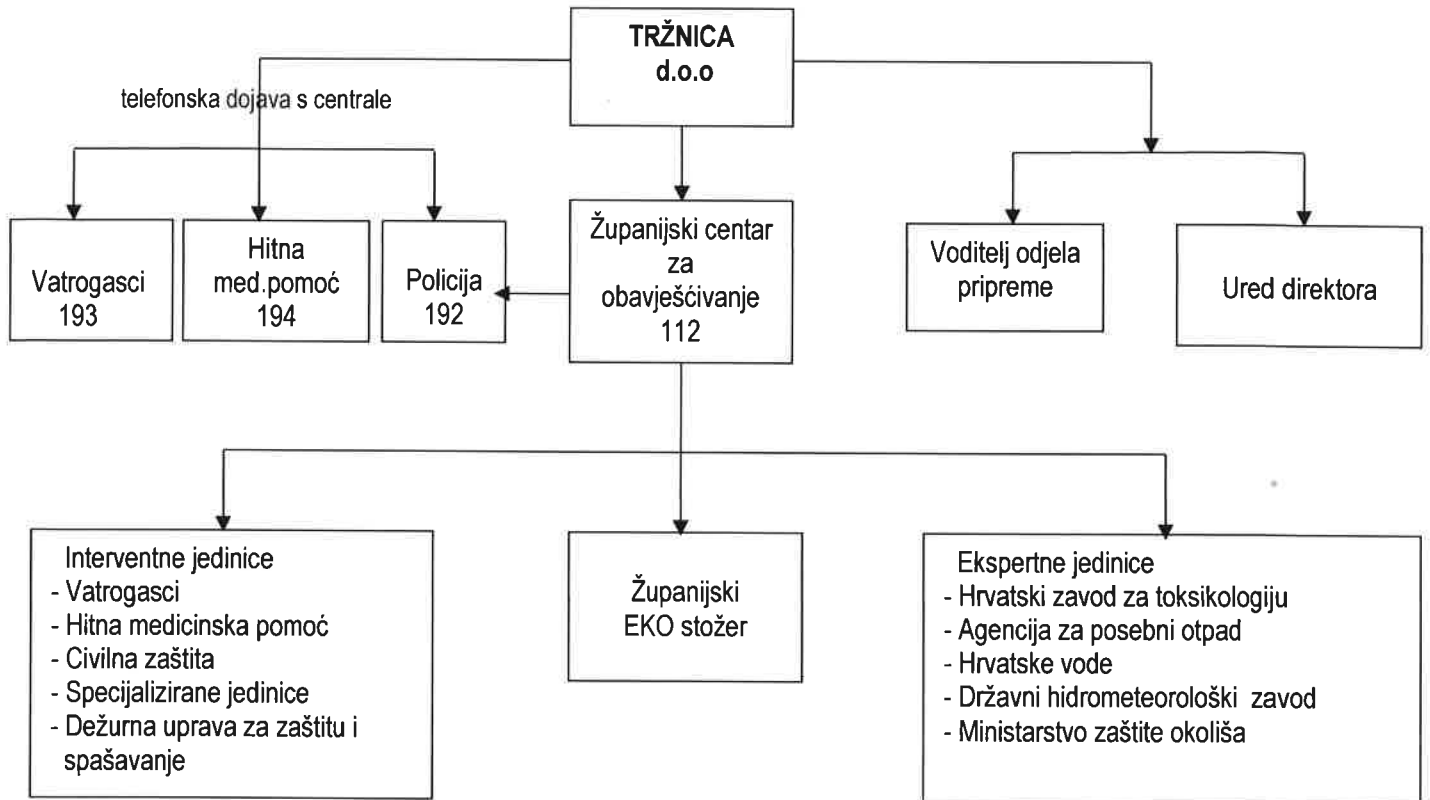 TRŽNICA
d.o.o
telefonska dojava s centrale
Vatrogasci
193
Hitna
med.pomoć
194
Policija
192
Županijski centar
za
obavješćivanje
112
Voditelj odjela
pripreme
Ured direktora
Interventne jedinice
- Vatrogasci
- Hitna medicinska pomoć
- Civilna zaštita
- Specijalizirane jedinice
- Dežurna uprava za zaštitu i
spašavanje
Županijski
EKO stožer
Ekspertne jedinice
- Hrvatski zavod za toksikologiju
- Agencija za posebni otpad
- Hrvatske vode
- Državni hidrometeorološki zavod
- Ministarstvo zaštite okoliša